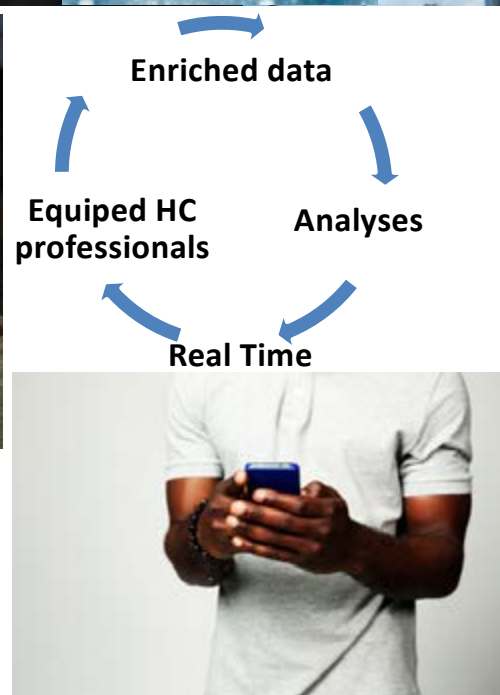 Enriched data
Analyses
Equiped HC
professionals
Real Time